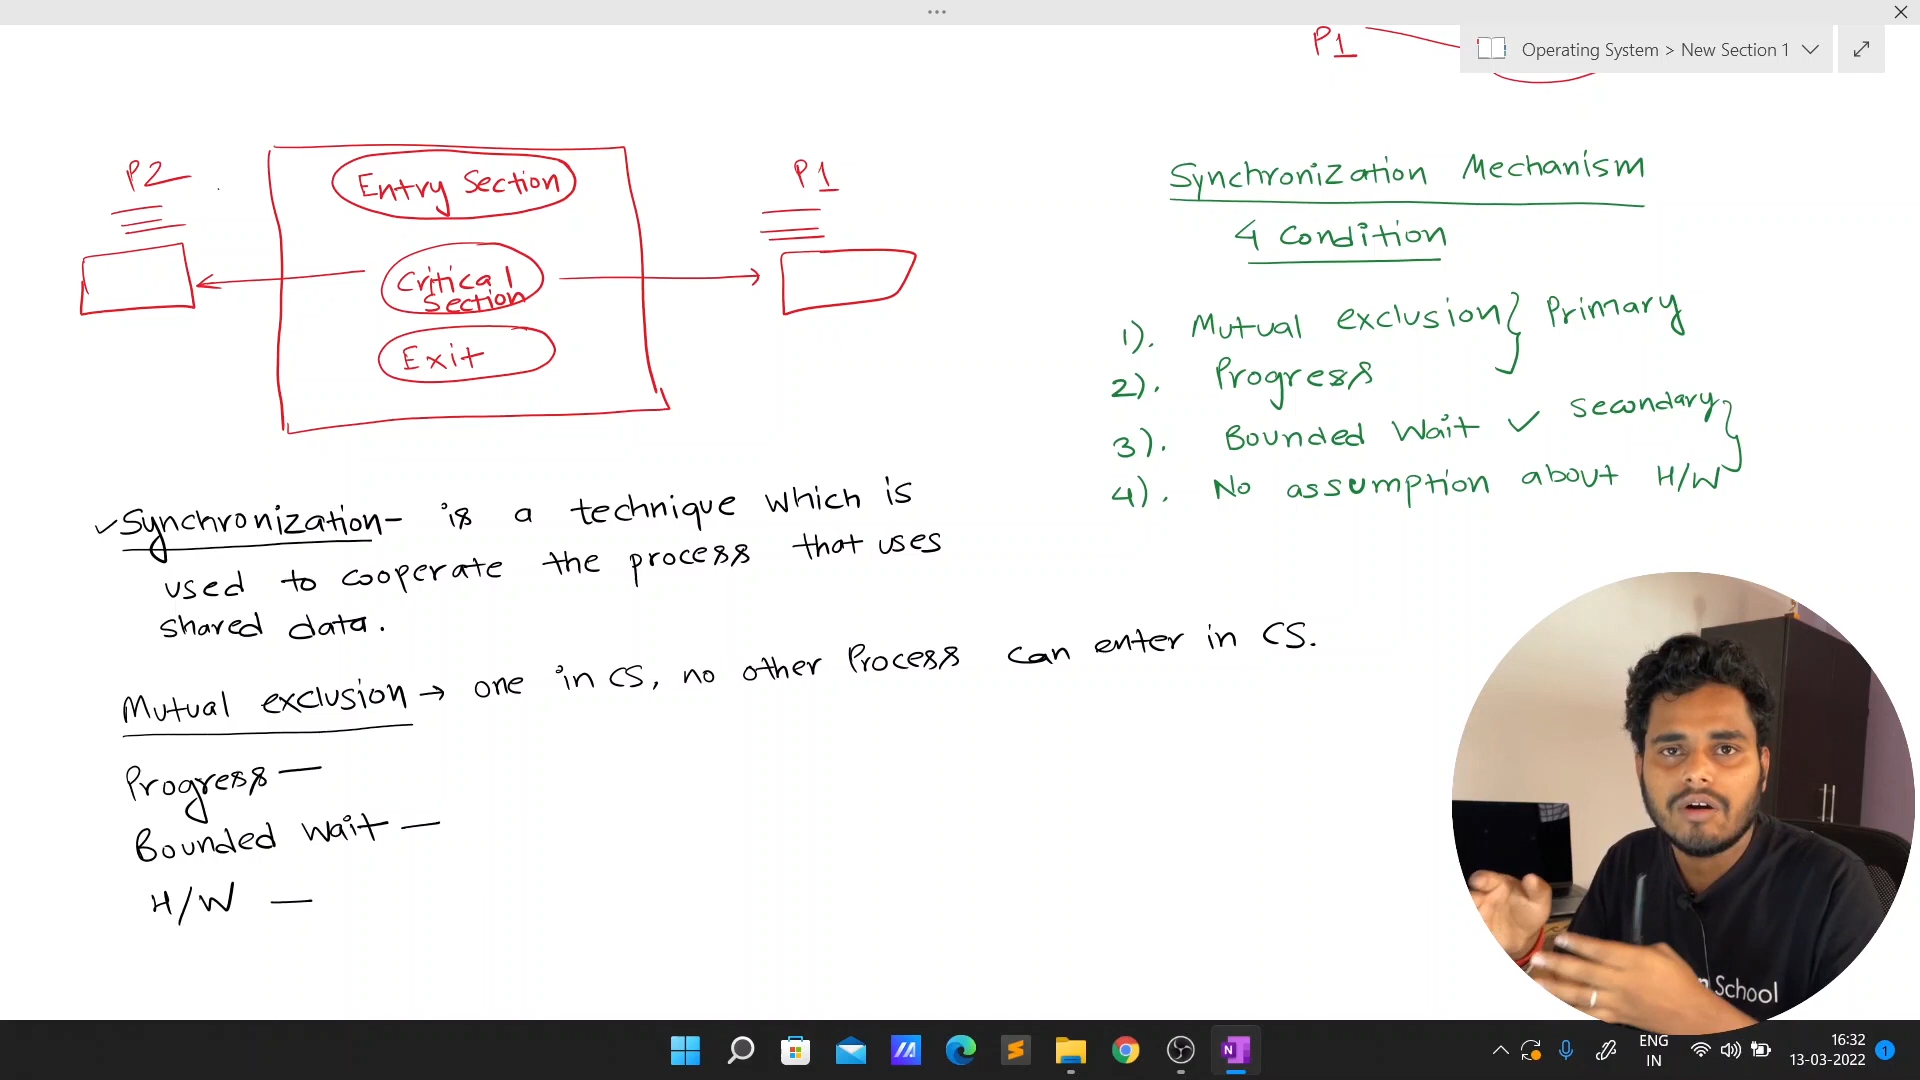 P1
Operating System > New Section 1
P2
Entry Section
P1
Critical
Section
Exit
Synchronization Mechanism
4 Condition
1). Mutual exclusion } Primary
2). Progress
3). Bounded Wait ✓ Secondary }
4). No assumption about H/W
✓ Synchronization - is a technique which is
used to cooperate the process that uses
shared data.
Mutual exclusion → one in CS, no other Process can enter in CS.
Progress —
Bounded wait —
H/W —
School
ENG
IN
16:32
13-03-2022
1
N